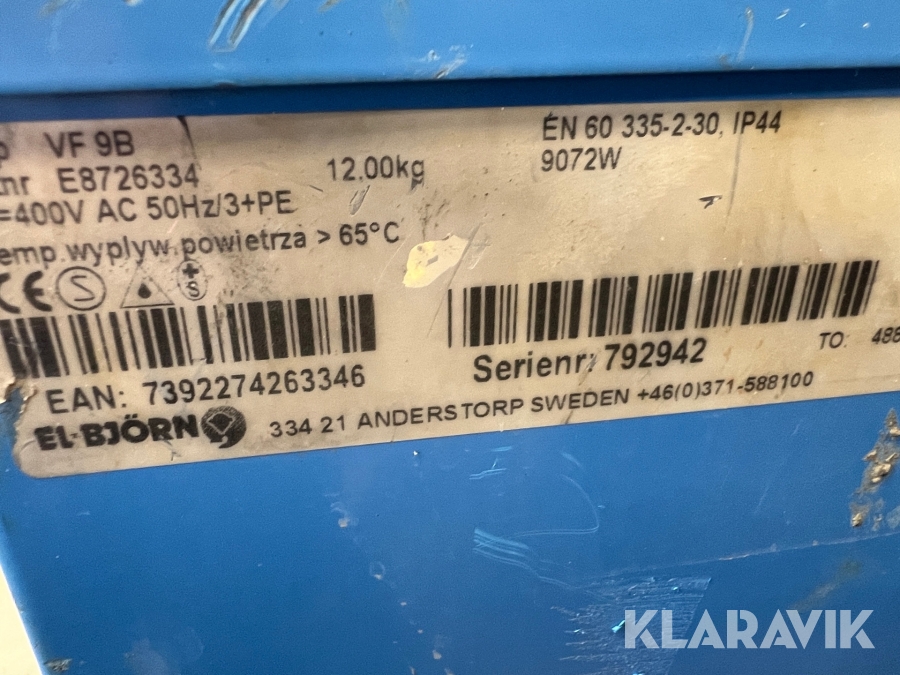 p VF 9B
nr E8726334
12.00kg
EN 60 335-2-30, IP44
9072W
=400V AC 50Hz/3+PE
emp.wyplyw.powietrza > 65°C
CE S + S
EAN: 7392274263346
Serienr: 792942
TO: 488
EL-BJÖRN
334 21 ANDERSTORP SWEDEN +46(0)371-588100
KLARAVIK